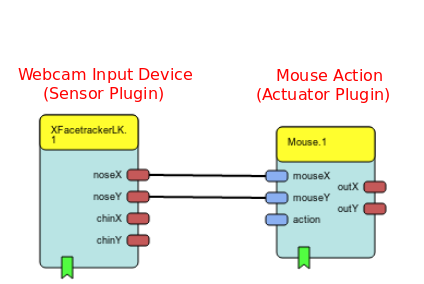 Webcam Input Device
(Sensor Plugin)
Mouse Action
(Actuator Plugin)
XFacetrackerLK.
1
noseX
noseY
chinX
chinY
Mouse.1
mouseX
mouseY
action
outX
outY